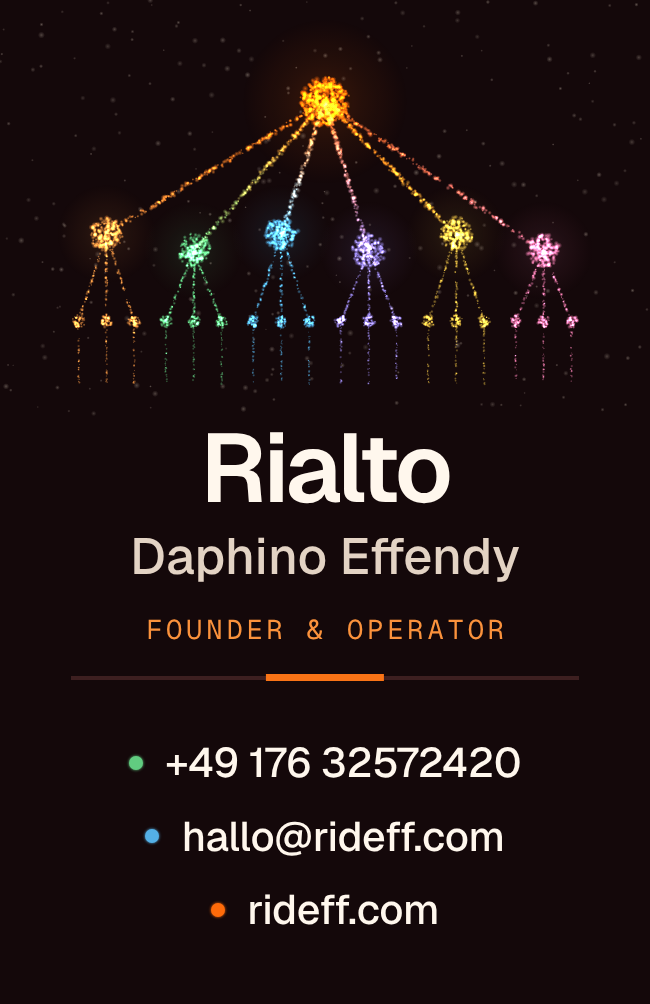 Rialto
Daphino Effendy
FOUNDER & OPERATOR
+49 176 32572420
hallo@rideff.com
rideff.com